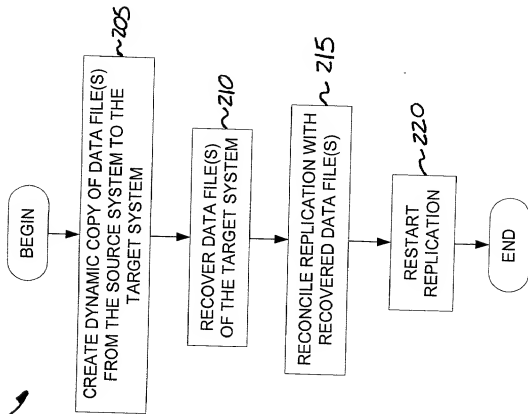 BEGIN
CREATE DYNAMIC COPY OF DATA FILE(S)
FROM THE SOURCE SYSTEM TO THE
TARGET SYSTEM
205
RECOVER DATA FILE(S)
OF THE TARGET SYSTEM
210
RECONCILE REPLICATION WITH
RECOVERED DATA FILE(S)
215
RESTART
REPLICATION
220
END